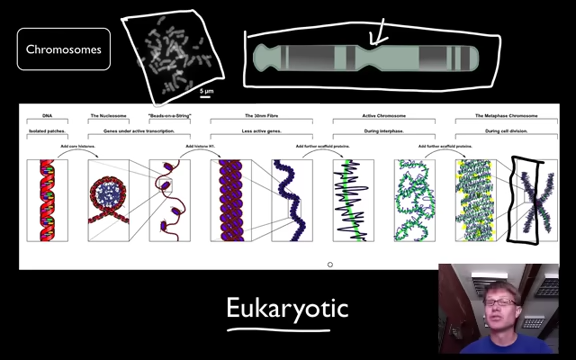 Chromosomes
5 μm
DNA
The Nucleosome
"Beads-on-a-String"
The 30nm Fibre
Active Chromosome
The Metaphase Chromosome
Isolated patches.
Genes under active transcription.
Less active genes.
During interphase.
During cell division.
Add core histones.
Add histone H1.
Add further scaffold proteins.
Add further scaffold proteins.
Eukaryotic